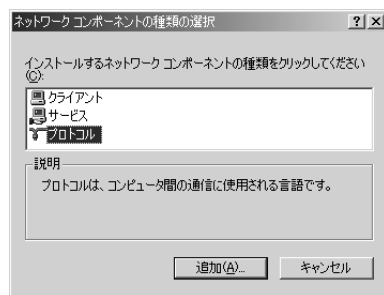 ネットワーク コンポーネントの種類の選択
インストールするネットワーク コンポーネントの種類をクリックしてください
(C):
クライアント
サービス
プロトコル
説明
プロトコルは、コンピュータ間の通信に使用される言語です。
追加(A)...
キャンセル